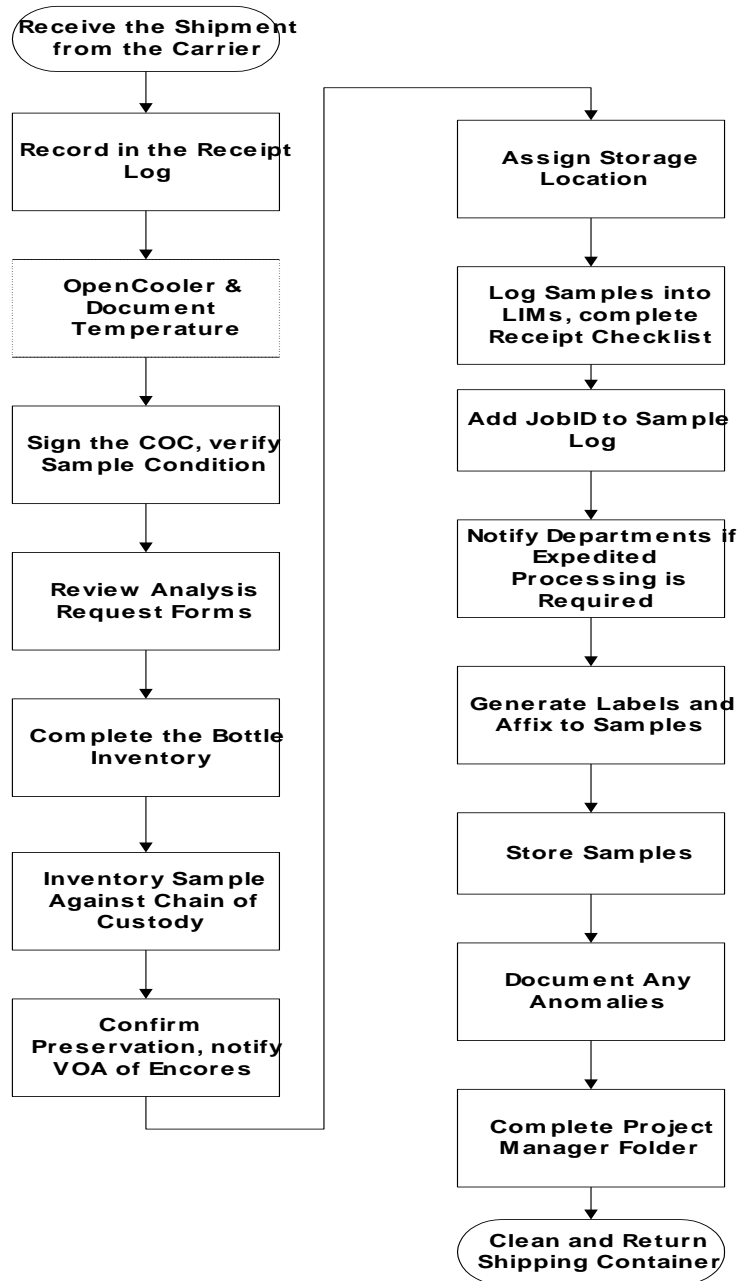 Receive the Shipment
from the Carrier
Record in the Receipt
Log
OpenCooler &
Document
Temperature
Sign the COC, verify
Sample Condition
Review Analysis
Request Forms
Complete the Bottle
Inventory
Inventory Sample
Against Chain of
Custody
Confirm
Preservation, notify
VOA of Encores
Assign Storage
Location
Log Samples into
LIMs, complete
Receipt Checklist
Add JobID to Sample
Log
Notify Departments if
Expedited
Processing is
Required
Generate Labels and
Affix to Samples
Store Samples
Document Any
Anomalies
Complete Project
Manager Folder
Clean and Return
Shipping Container